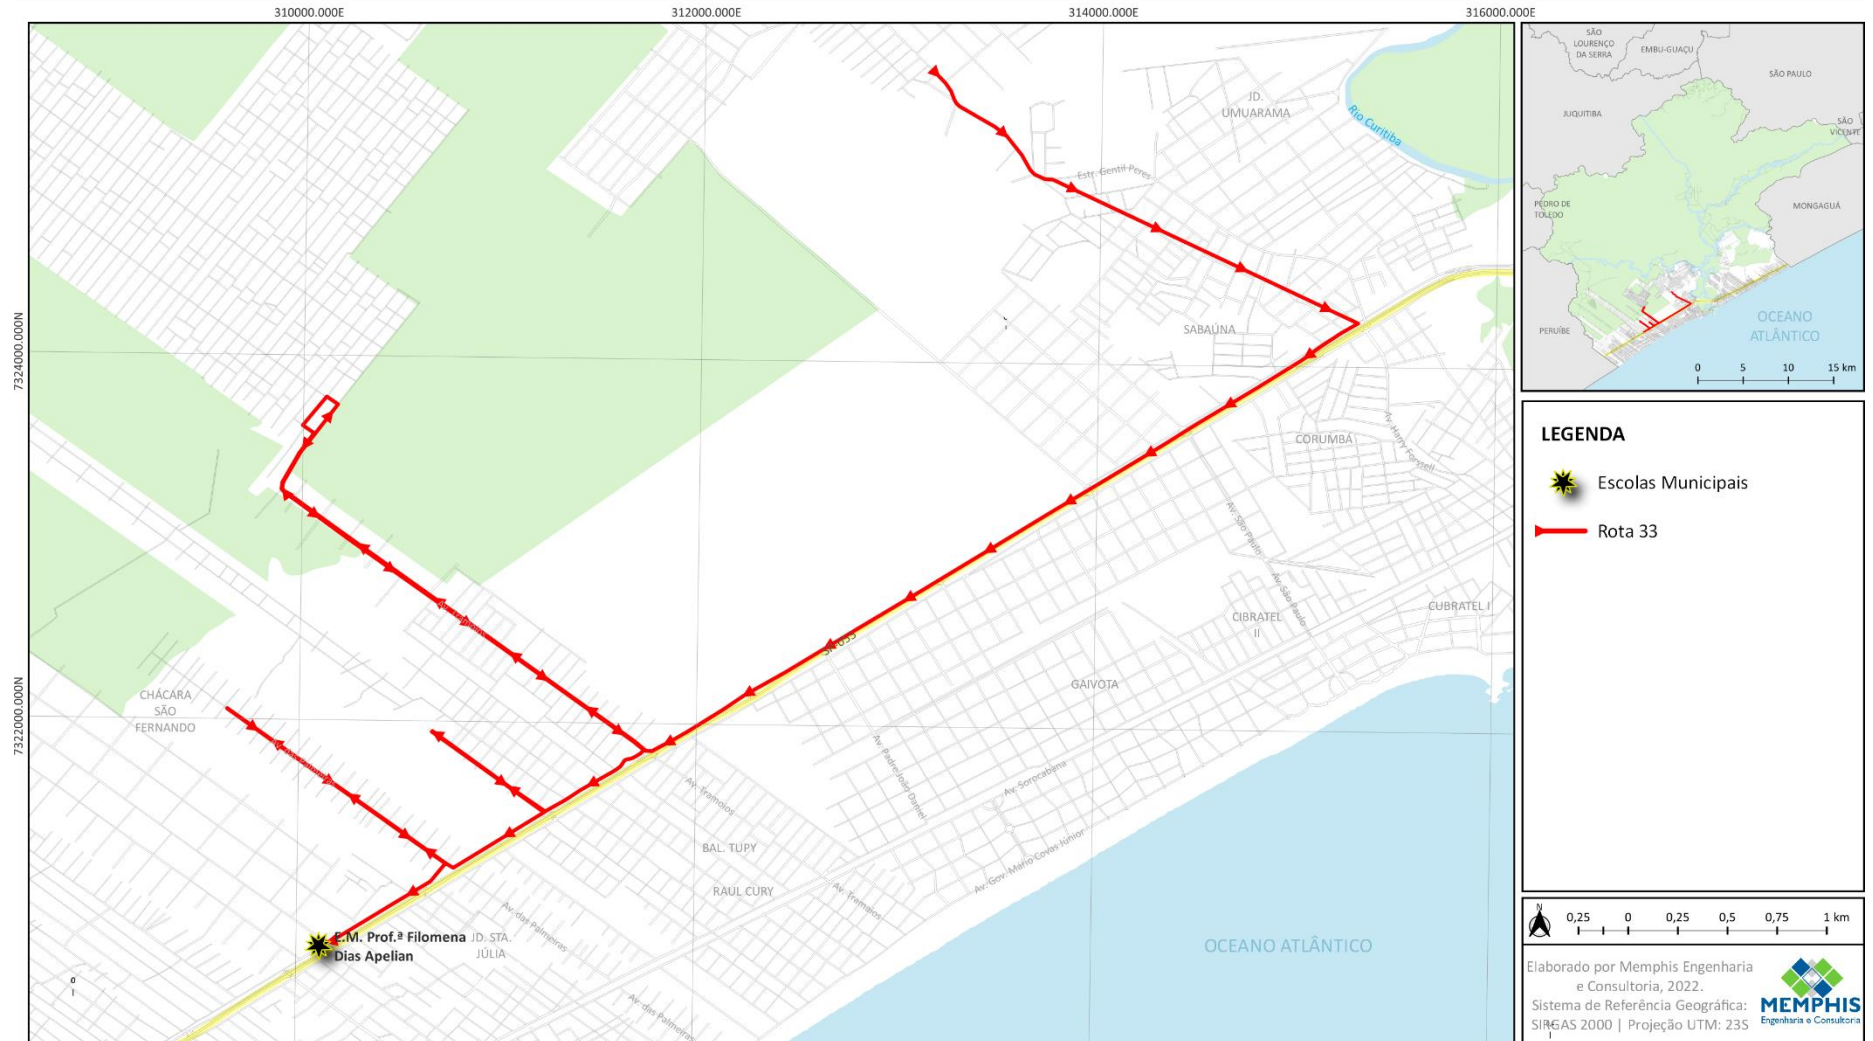 310000.000E
312000.000E
314000.000E
316000.000E
7324000.000N
7322000.000N
JD.
UMUARAMA
Rio Curitiba
Estr. Gentil Peres
SABAÚNA
CORUMBÁ
Av. Harry Forssell
Av. São Paulo
Av. São Paulo
CIBRATEL
II
CUBRATEL I
GAIVOTA
CHÁCARA
SÃO
FERNANDO
Av. Tramoios
Av. Padre João Daniel
Av. Sorocabana
Av. Gov. Mario Covas Júnior
BAL. TUPY
RAUL CURY
Av. Tramaios
Av. das Palmeiras
E.M. Prof.ª Filomena
Dias Apelian
JD. STA.
JÚLIA
Av. das Palmeiras
OCEANO ATLÂNTICO
SÃO
LOURENÇO
DA SERRA
EMBU-GUAÇU
SÃO PAULO
JUQUITIBA
SÃO
VICENTE
PEDRO DE
TOLEDO
MONGAGUÁ
PERUÍBE
OCEANO
ATLÂNTICO
0 5 10 15 km
LEGENDA
Escolas Municipais
Rota 33
N
0,25 0 0,25 0,5 0,75 1 km
Elaborado por Memphis Engenharia
e Consultoria, 2022.
Sistema de Referência Geográfica:
SIRGAS 2000 | Projeção UTM: 23S
MEMPHIS
Engenharia e Consultoria